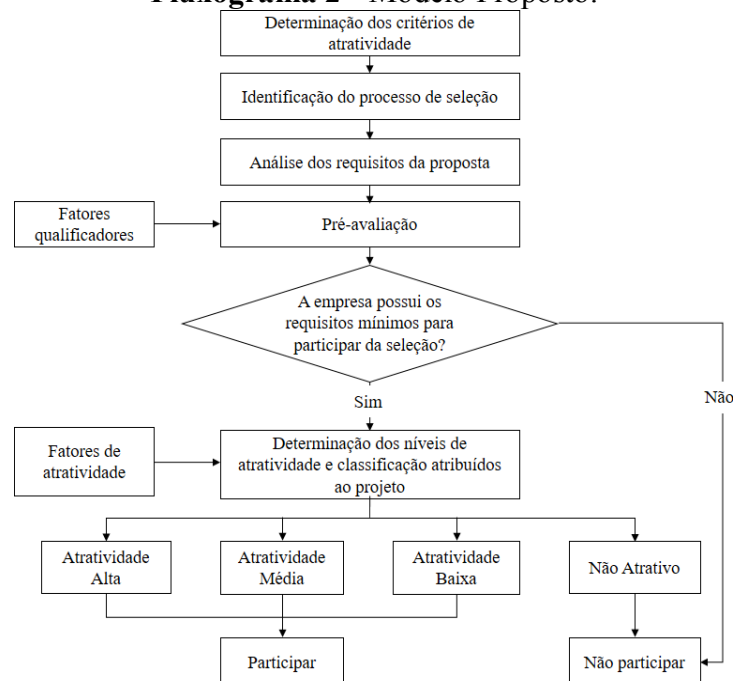 Fluxograma 2 - Modelo Proposto.
Determinação dos critérios de
atratividade
Identificação do processo de seleção
Análise dos requisitos da proposta
Fatores
qualificadores
Pré-avaliação
A empresa possui os
requisitos mínimos para
participar da seleção?
Não
Sim
Fatores de
atratividade
Determinação dos níveis de
atratividade e classificação atribuídos
ao projeto
Atratividade
Alta
Atratividade
Média
Atratividade
Baixa
Não Atrativo
Participar
Não participar